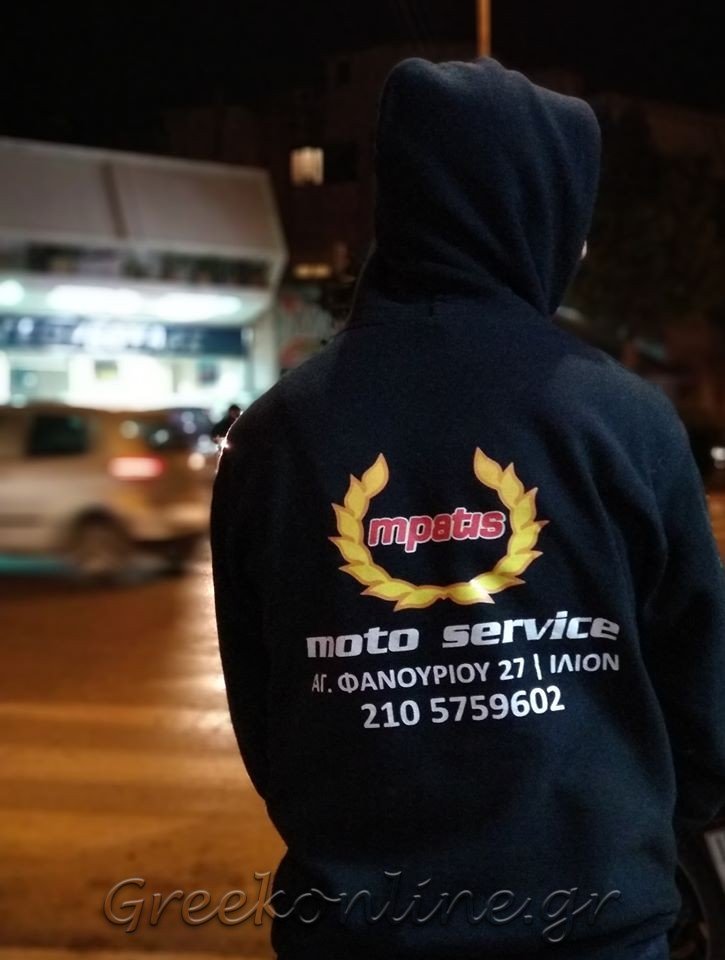 mpatis
moto service
ΑΓ. ΦΑΝΟΥΡΙΟΥ 27 | ΙΛΙΟΝ
210 5759602
Greekonline.gr